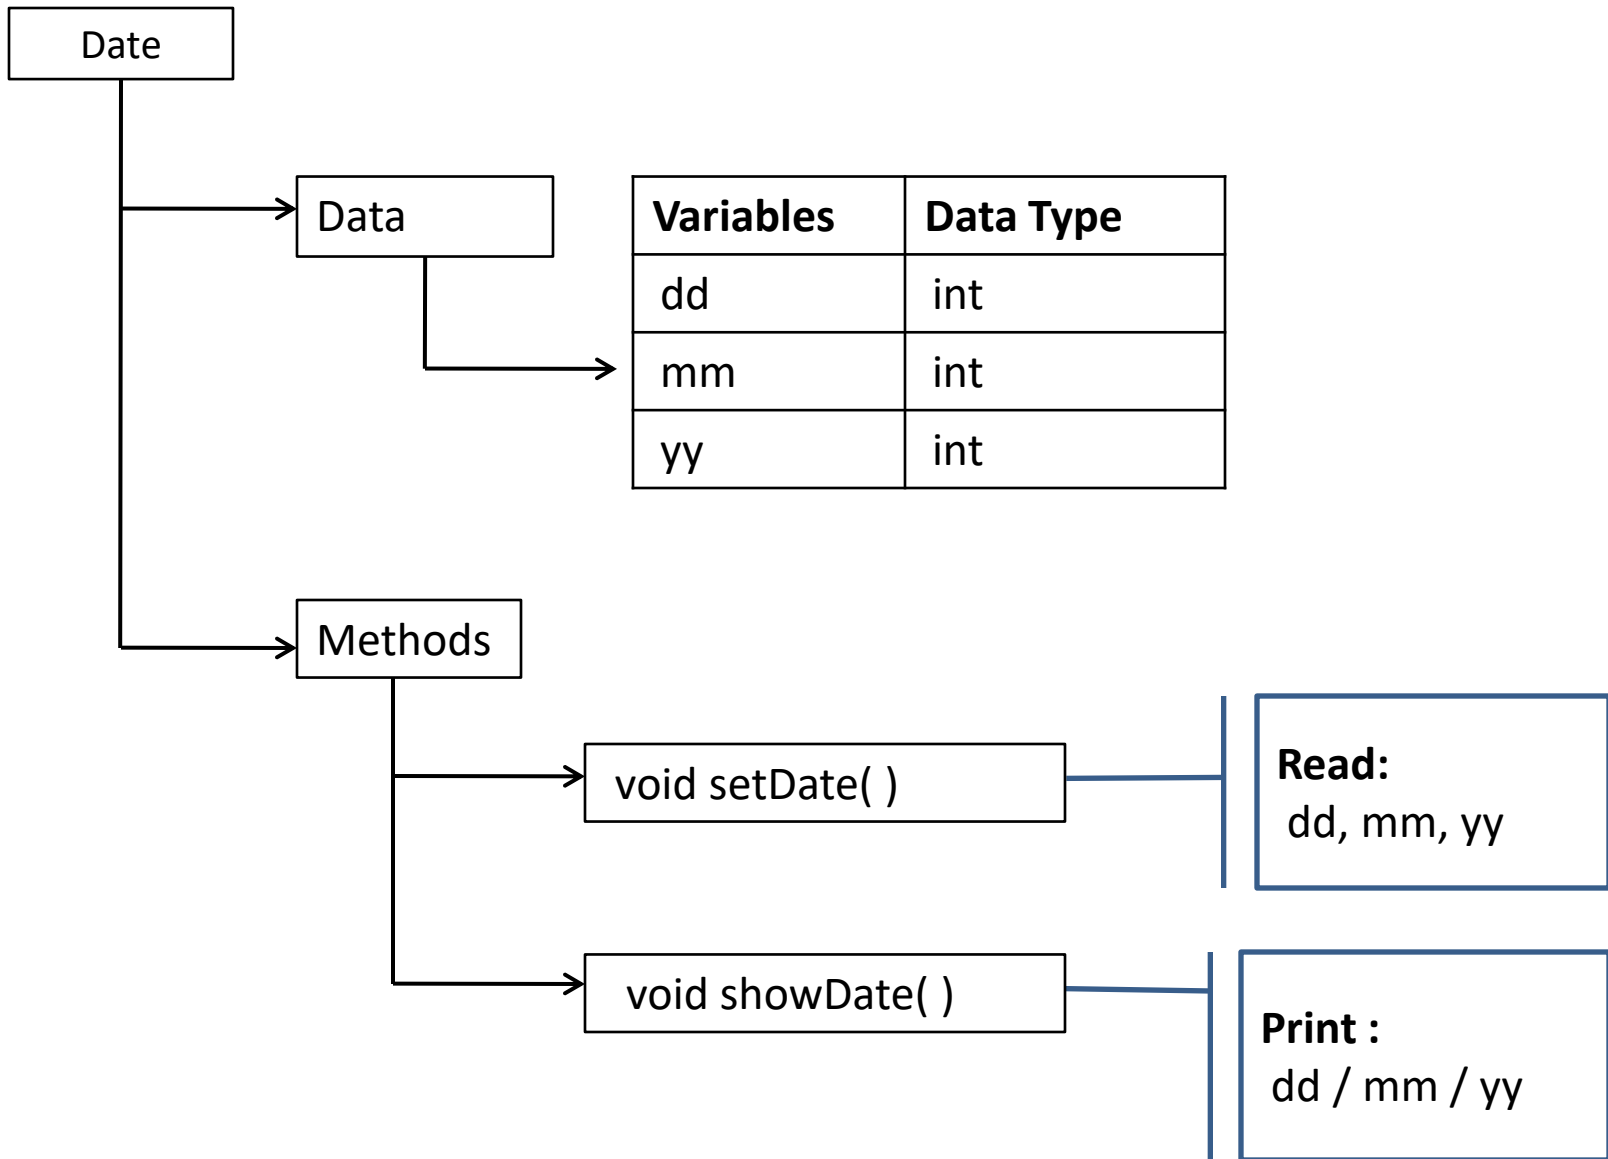 Date
Data
Variables Data Type
dd int
mm int
yy int
Methods
void setDate( )
Read:
dd, mm, yy
void showDate( )
Print :
dd / mm / yy